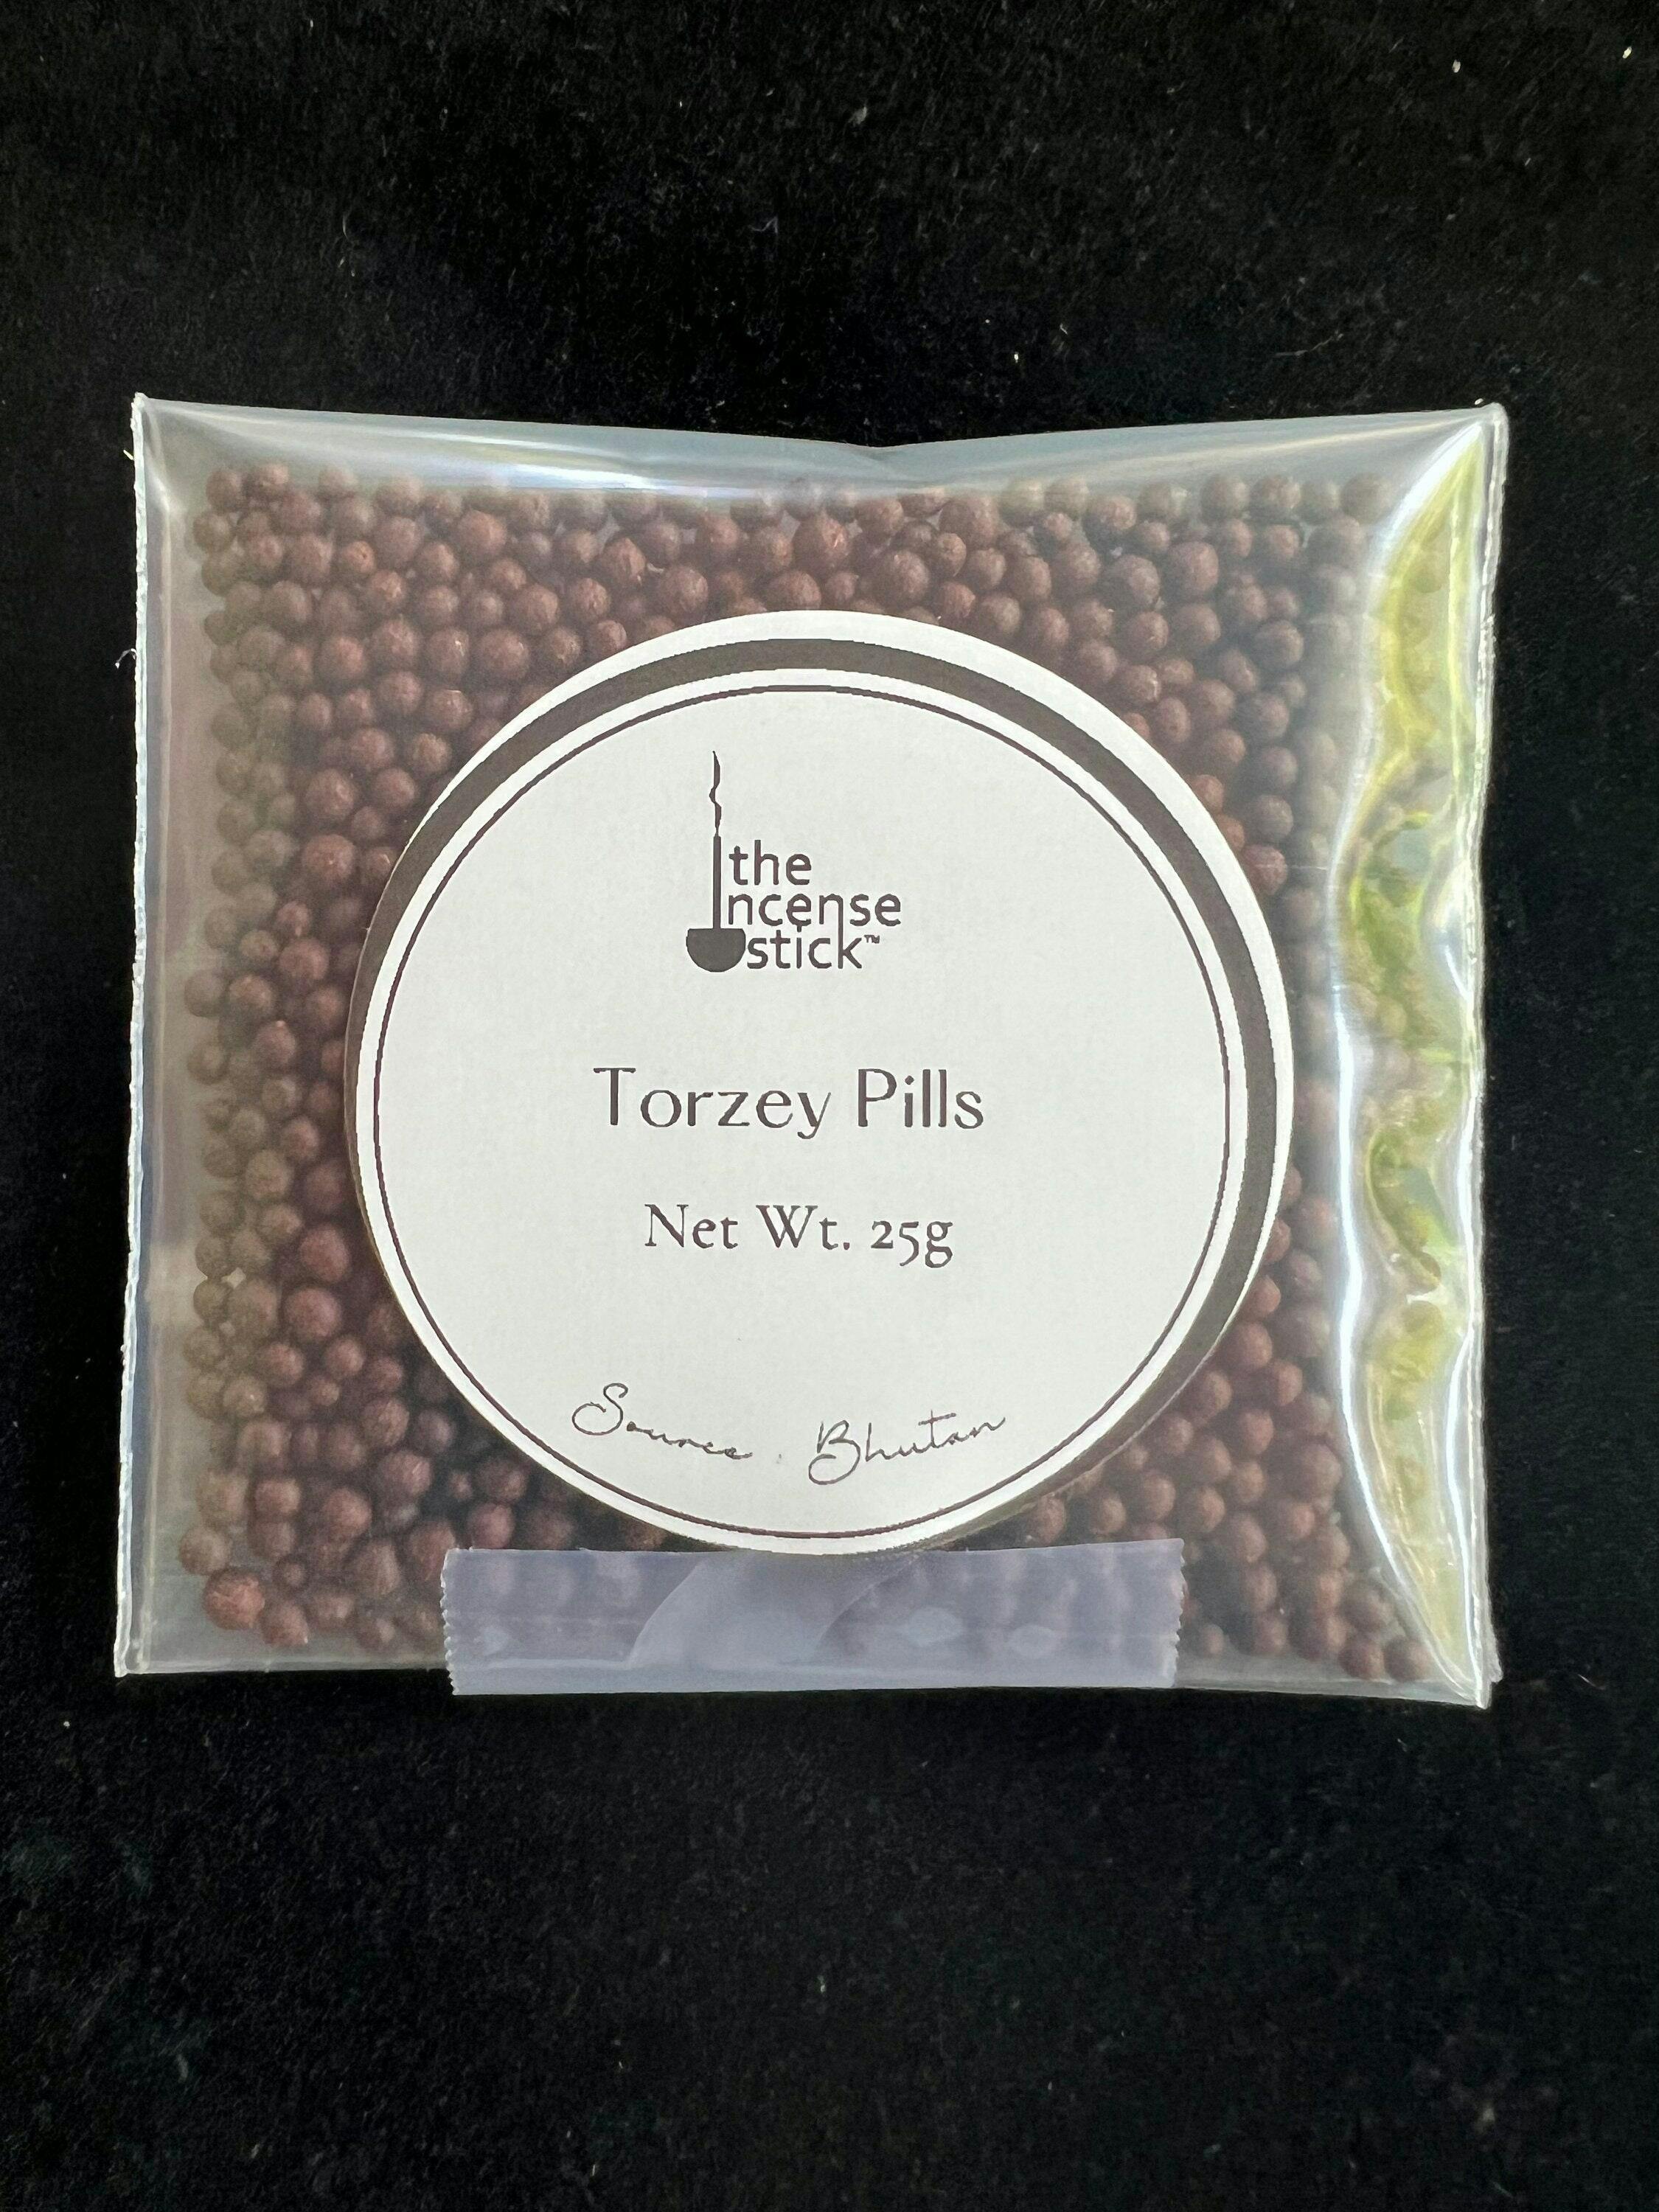 the
incense
stick™
Torzey Pills
Net Wt. 25g
Source . Bhutan